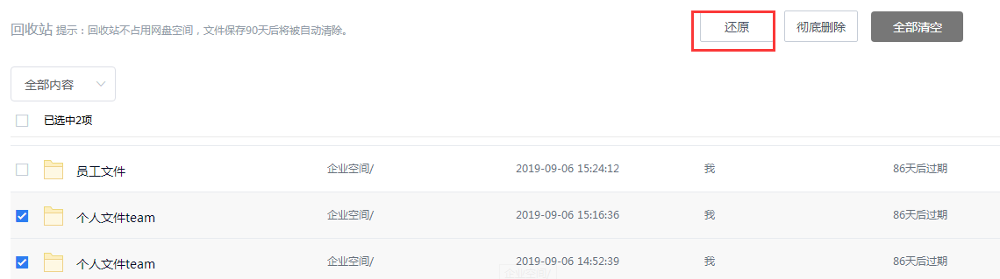 回收站 提示：回收站不占用网盘空间，文件保存90天后将被自动清除。 还原 彻底删除 全部清空
全部内容
已选中2项
员工文件 企业空间/ 2019-09-06 15:24:12 我 86天后过期
个人文件team 企业空间/ 2019-09-06 15:16:36 我 86天后过期
个人文件team 企业空间/ 2019-09-06 14:52:39 我 86天后过期
企业空间/